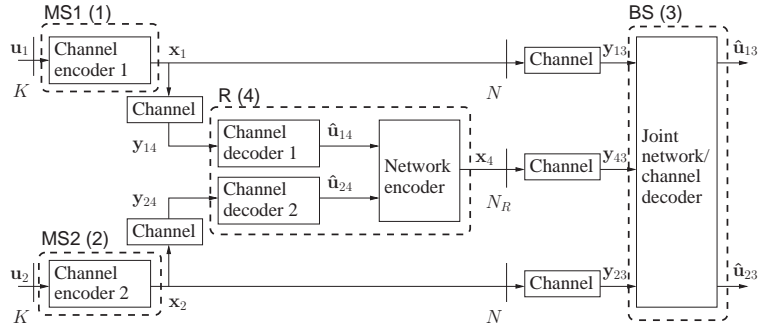 MS1 (1)
BS (3)
u₁
Channel
encoder 1
x₁
K
N
Channel
y₁₃
û₁₃
Channel
R (4)
y₁₄
Channel
decoder 1
û₁₄
Network
encoder
x₄
N_R
Channel
y₄₃
Joint
network/
channel
decoder
y₂₄
Channel
decoder 2
û₂₄
Channel
MS2 (2)
u₂
Channel
encoder 2
x₂
K
N
Channel
y₂₃
û₂₃